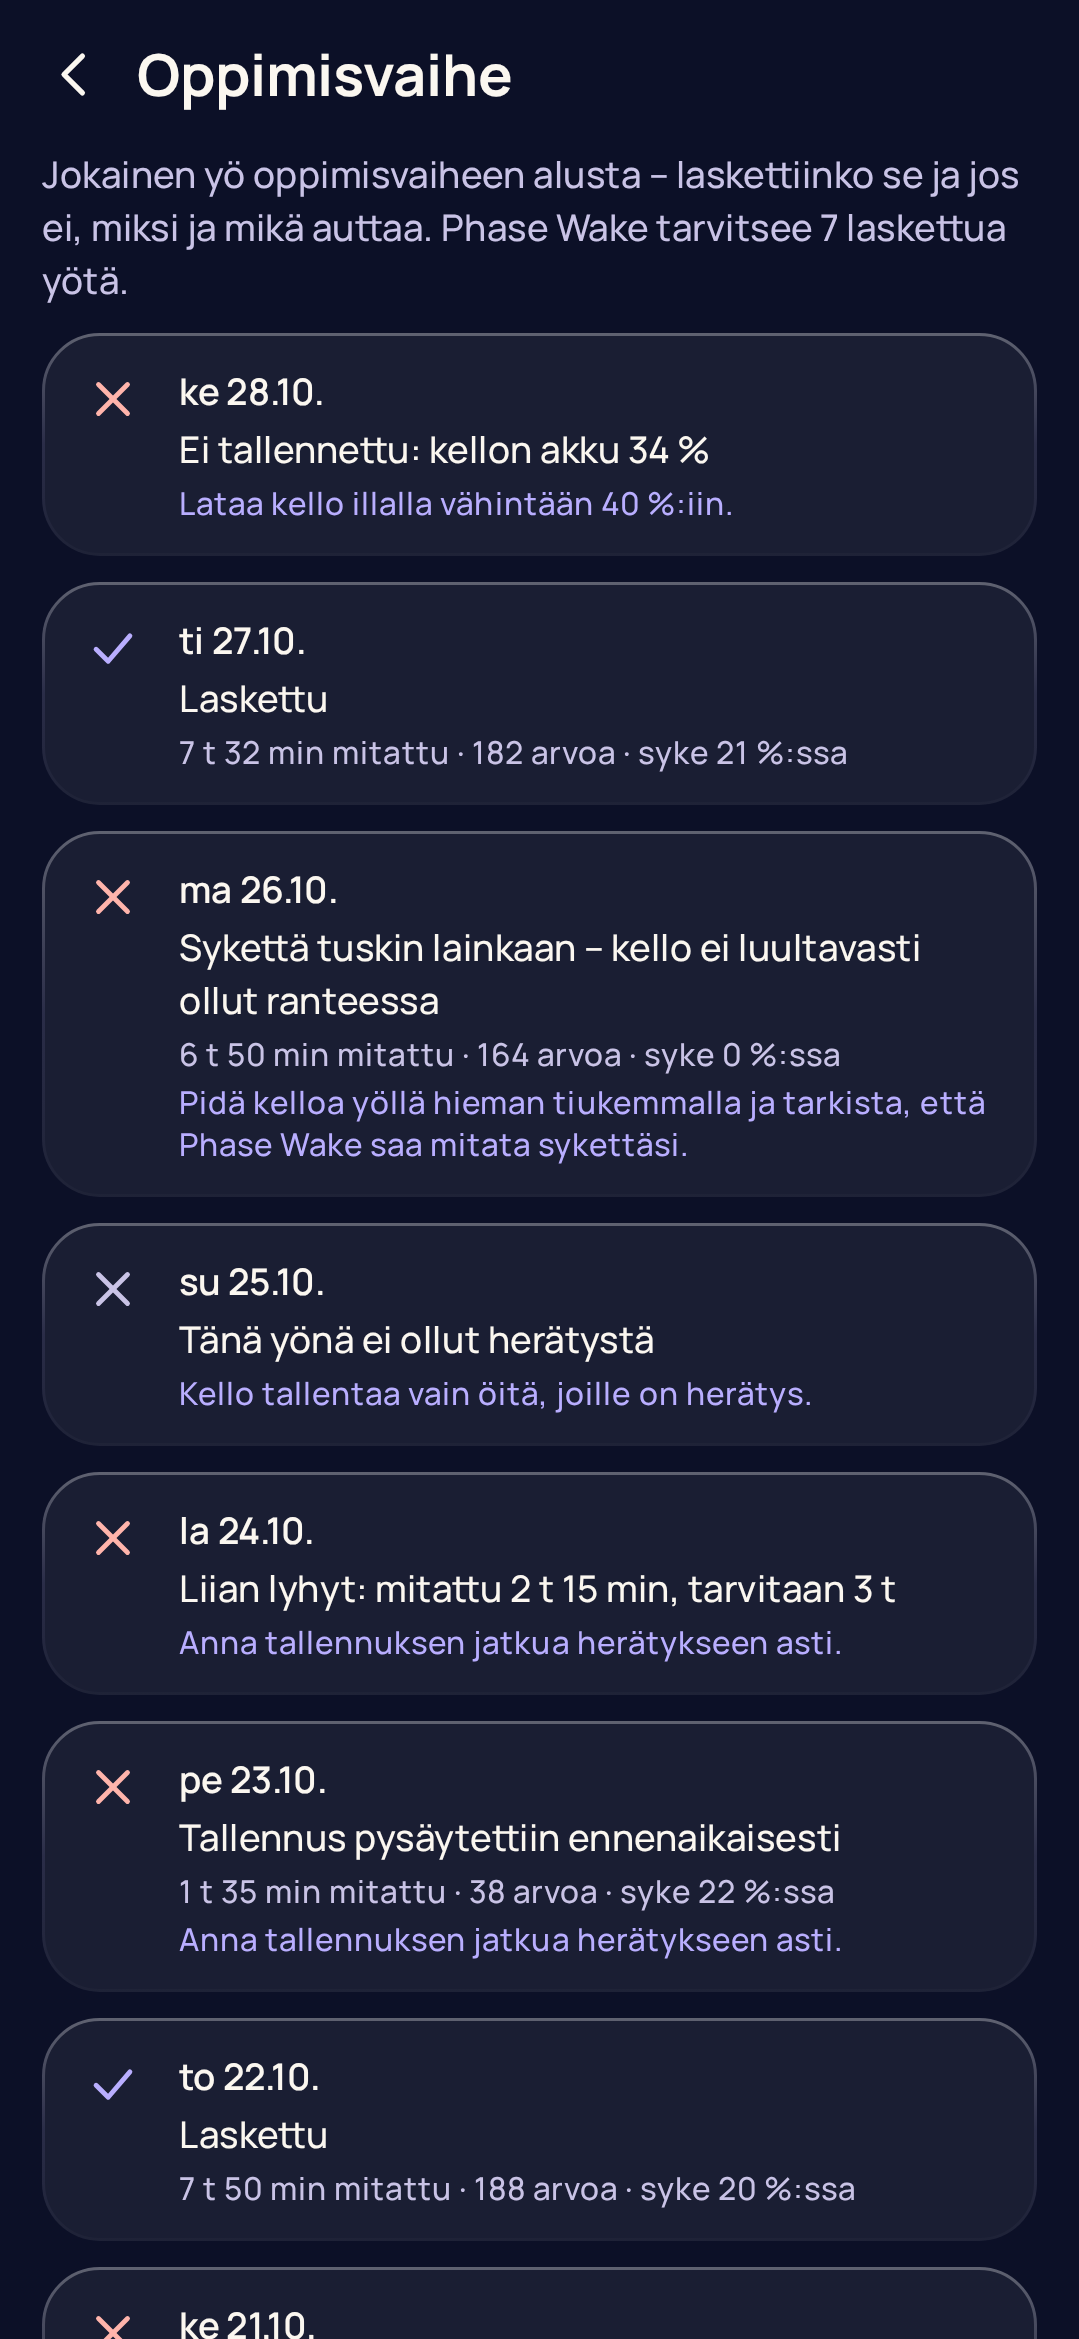 Oppimisvaihe
Jokainen yö oppimisvaiheen alusta – laskettiinko se ja jos
ei, miksi ja mikä auttaa. Phase Wake tarvitsee 7 laskettua
yötä.
ke 28.10.
Ei tallennettu: kellon akku 34 %
Lataa kello illalla vähintään 40 %:iin.
ti 27.10.
Laskettu
7 t 32 min mitattu · 182 arvoa · syke 21 %:ssa
ma 26.10.
Sykettä tuskin lainkaan – kello ei luultavasti
ollut ranteessa
6 t 50 min mitattu · 164 arvoa · syke 0 %:ssa
Pidä kelloa yöllä hieman tiukemmalla ja tarkista, että
Phase Wake saa mitata sykettäsi.
su 25.10.
Tänä yönä ei ollut herätystä
Kello tallentaa vain öitä, joille on herätys.
la 24.10.
Liian lyhyt: mitattu 2 t 15 min, tarvitaan 3 t
Anna tallennuksen jatkua herätykseen asti.
pe 23.10.
Tallennus pysäytettiin ennenaikaisesti
1 t 35 min mitattu · 38 arvoa · syke 22 %:ssa
Anna tallennuksen jatkua herätykseen asti.
to 22.10.
Laskettu
7 t 50 min mitattu · 188 arvoa · syke 20 %:ssa
ke 21.10.